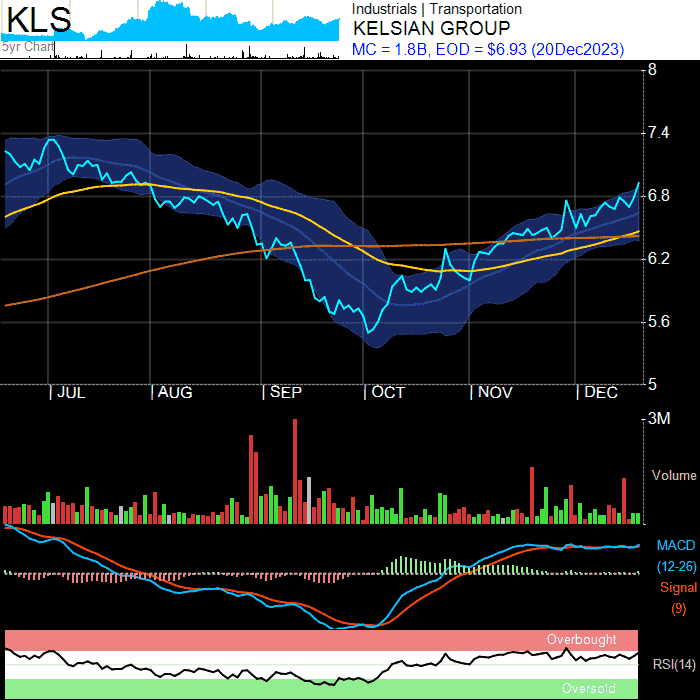 KLS
5yr Chart
Industrials | Transportation
KELSIAN GROUP
MC = 1.8B, EOD = $6.93 (20Dec2023)
8
7.4
6.8
6.2
5.6
5
| JUL | AUG | SEP | OCT | NOV | DEC
3M
Volume
MACD
(12-26)
Signal
(9)
Overbought
RSI(14)
Oversold